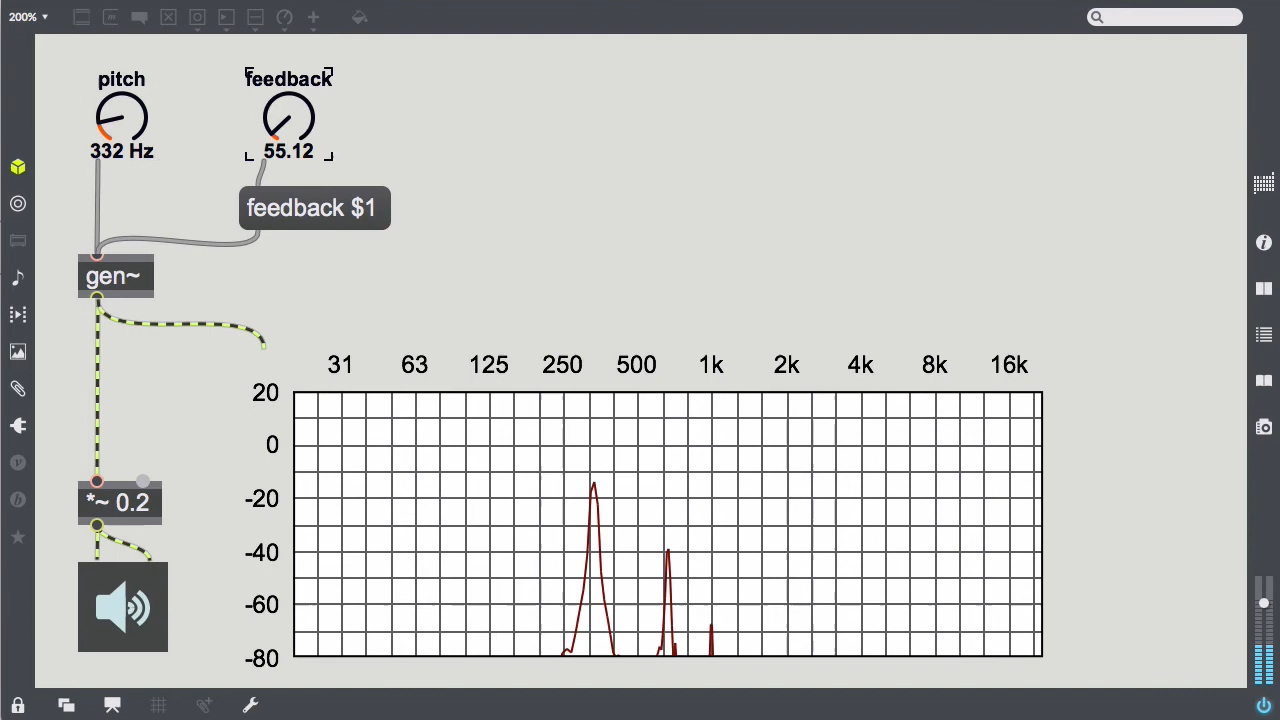 200%
pitch
feedback
332 Hz
55.12
feedback $1
gen~
31 63 125 250 500 1k 2k 4k 8k 16k
20
0
-20
-40
-60
-80
*~ 0.2